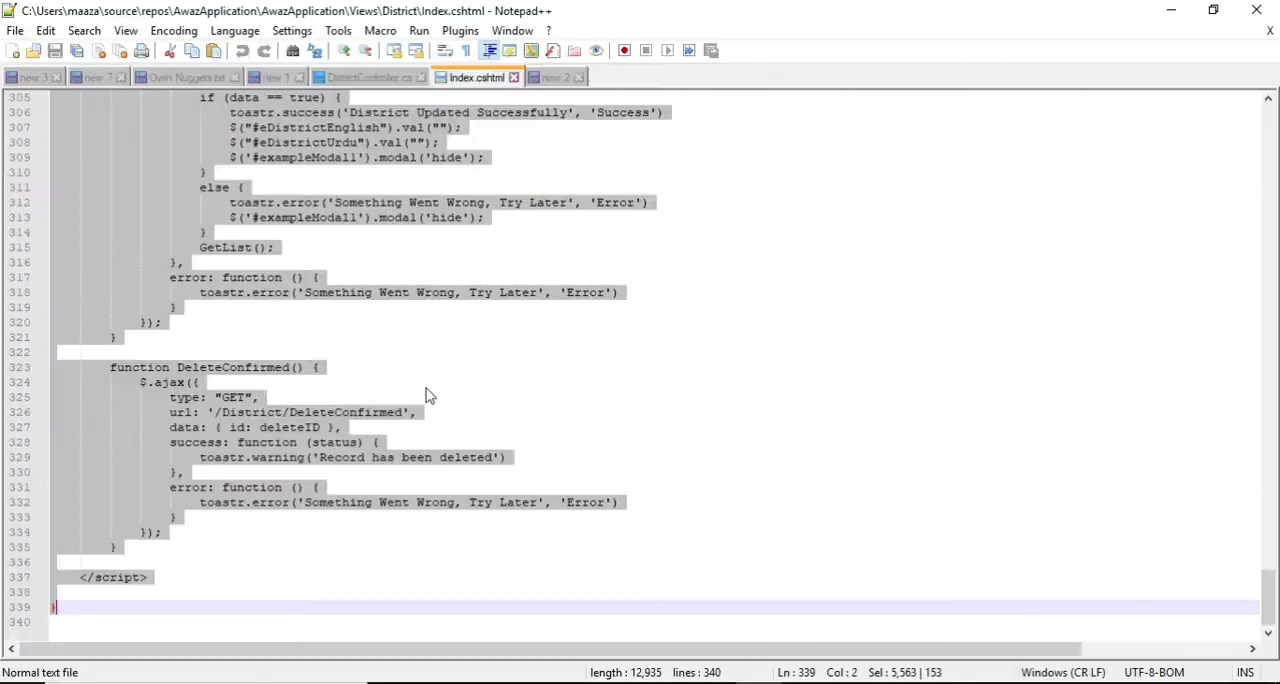 C:\Users\maaza\source\repos\AwazApplication\AwazApplication\Views\District\Index.cshtml - Notepad++
File Edit Search View Encoding Language Settings Tools Macro Run Plugins Window ? X
new 3 new 7 Owin Nuggent.txt new 1 DistrictController.cs Index.cshtml new 2
305 if (data == true) {
306 toastr.success('District Updated Successfully', 'Success')
307 $("#eDistrictEnglish").val("");
308 $("#eDistrictUrdu").val("");
309 $('#exampleModal1').modal('hide');
310 }
311 else {
312 toastr.error('Something Went Wrong, Try Later', 'Error')
313 $('#exampleModal1').modal('hide');
314 }
315 GetList();
316 },
317 error: function () {
318 toastr.error('Something Went Wrong, Try Later', 'Error')
319 }
320 });
321 }
322
323 function DeleteConfirmed() {
324 $.ajax({
325 type: "GET",
326 url: '/District/DeleteConfirmed',
327 data: { id: deleteID },
328 success: function (status) {
329 toastr.warning('Record has been deleted')
330 },
331 error: function () {
332 toastr.error('Something Went Wrong, Try Later', 'Error')
333 }
334 });
335 }
336
337 </script>
338
339 }
340
Normal text file length : 12,935 lines : 340 Ln : 339 Col : 2 Sel : 5,563 | 153 Windows (CR LF) UTF-8-BOM INS